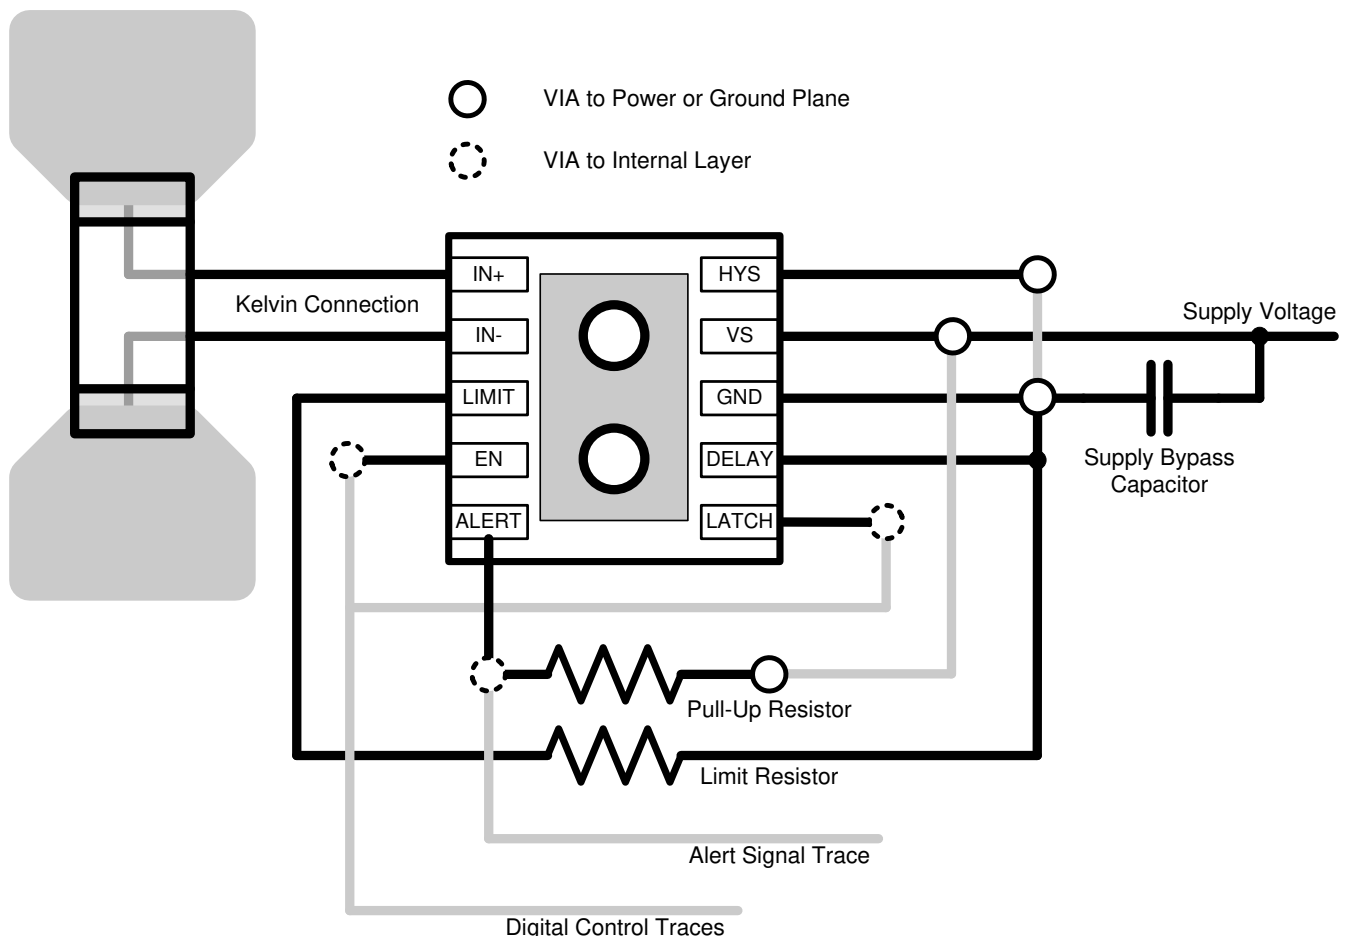 VIA to Power or Ground Plane
VIA to Internal Layer
IN+
HYS
Kelvin Connection
Supply Voltage
IN-
VS
LIMIT
GND
EN
DELAY
Supply Bypass
Capacitor
ALERT
LATCH
Pull-Up Resistor
Limit Resistor
Alert Signal Trace
Digital Control Traces